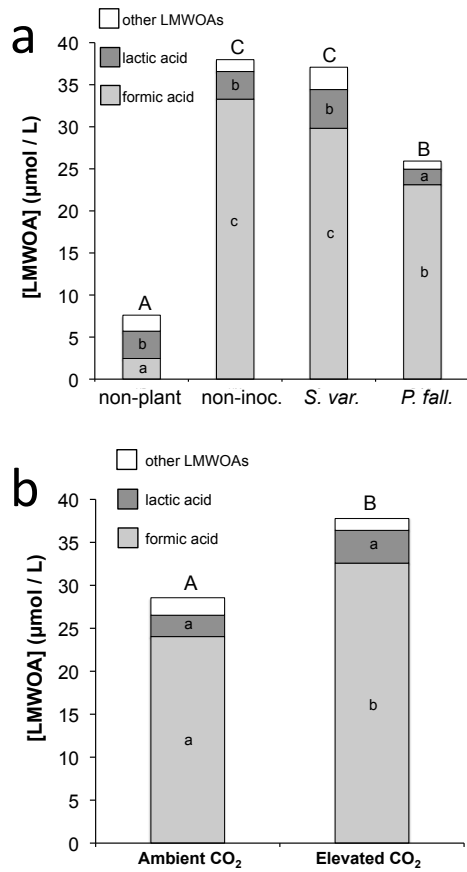 a
other LMWOAs
lactic acid
formic acid
[LMWOA] (µmol / L)
40
35
30
25
20
15
10
5
0
A
b
a
C
b
c
C
b
c
B
a
b
non-plant non-inoc. S. var. P. fall.
b
other LMWOAs
lactic acid
formic acid
[LMWOA] (µmol / L)
40
35
30
25
20
15
10
5
0
A
a
a
B
a
b
Ambient CO₂ Elevated CO₂